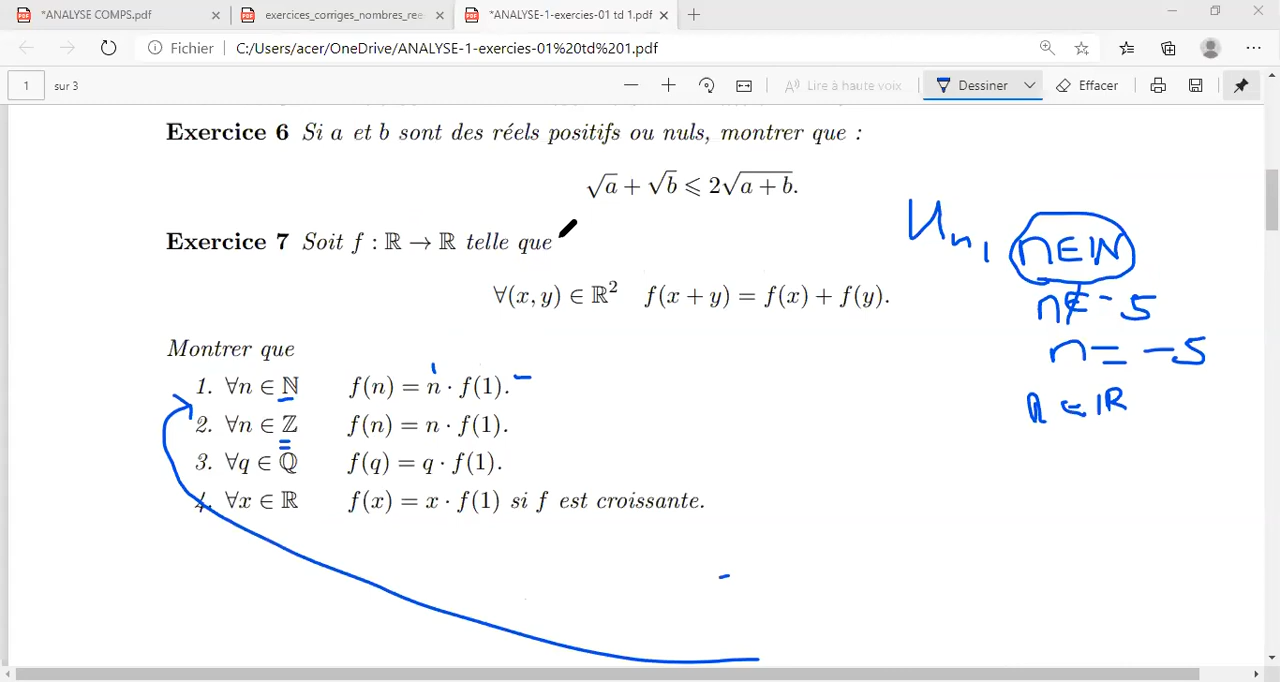 *ANALYSE COMPS.pdf
exercices_corriges_nombres_ree
*ANALYSE-1-exercies-01 td 1.pdf
Fichier C:/Users/acer/OneDrive/ANALYSE-1-exercies-01%20td%201.pdf
1 sur 3 Lire à haute voix Dessiner Effacer
Exercice 6 Si a et b sont des réels positifs ou nuls, montrer que :
√a + √b ⩽ 2√(a + b).
Exercice 7 Soit f : ℝ → ℝ telle que
∀(x, y) ∈ ℝ² f(x + y) = f(x) + f(y).
Montrer que
1. ∀n ∈ ℕ f(n) = n · f(1).
2. ∀n ∈ ℤ f(n) = n · f(1).
3. ∀q ∈ ℚ f(q) = q · f(1).
4. ∀x ∈ ℝ f(x) = x · f(1) si f est croissante.
Un, n∈ℕ
n = -5
∈ ℝ